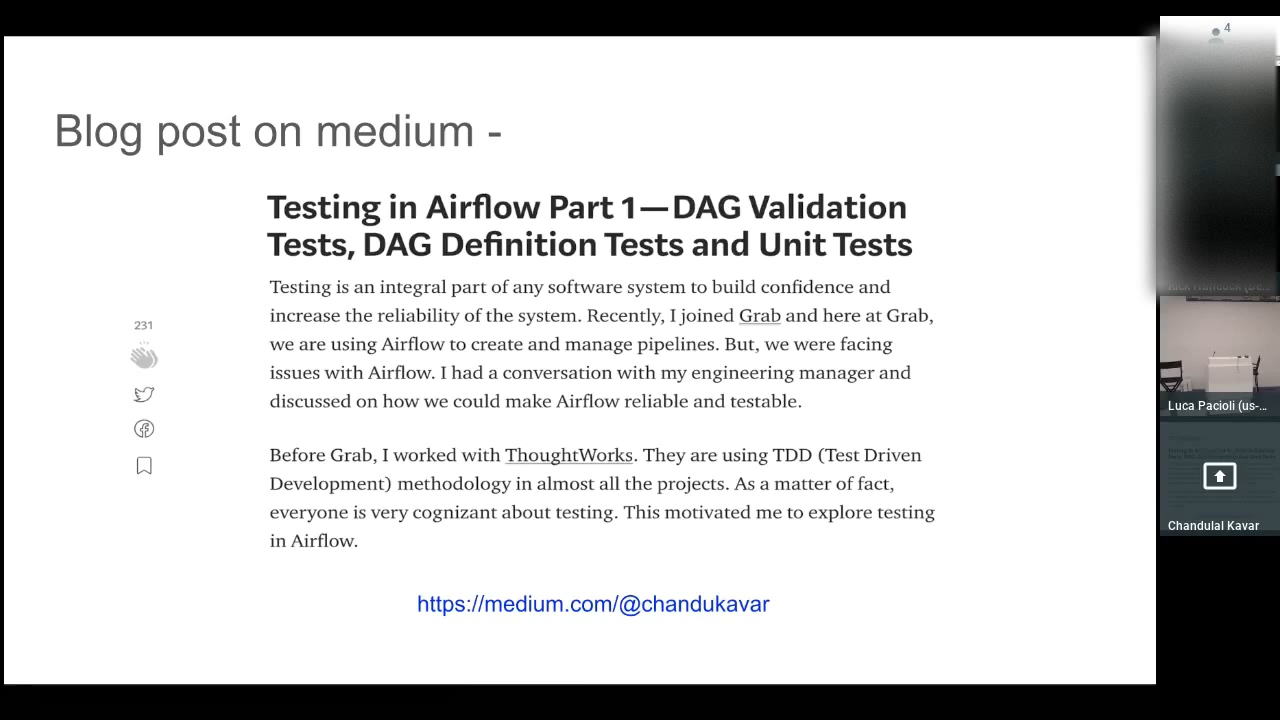 Blog post on medium -
Testing in Airflow Part 1—DAG Validation
Tests, DAG Definition Tests and Unit Tests
Testing is an integral part of any software system to build confidence and
increase the reliability of the system. Recently, I joined Grab and here at Grab,
we are using Airflow to create and manage pipelines. But, we were facing
issues with Airflow. I had a conversation with my engineering manager and
discussed on how we could make Airflow reliable and testable.
231
Before Grab, I worked with ThoughtWorks. They are using TDD (Test Driven
Development) methodology in almost all the projects. As a matter of fact,
everyone is very cognizant about testing. This motivated me to explore testing
in Airflow.
https://medium.com/@chandukavar
4
Luca Pacioli (us-...
Chandulal Kavar